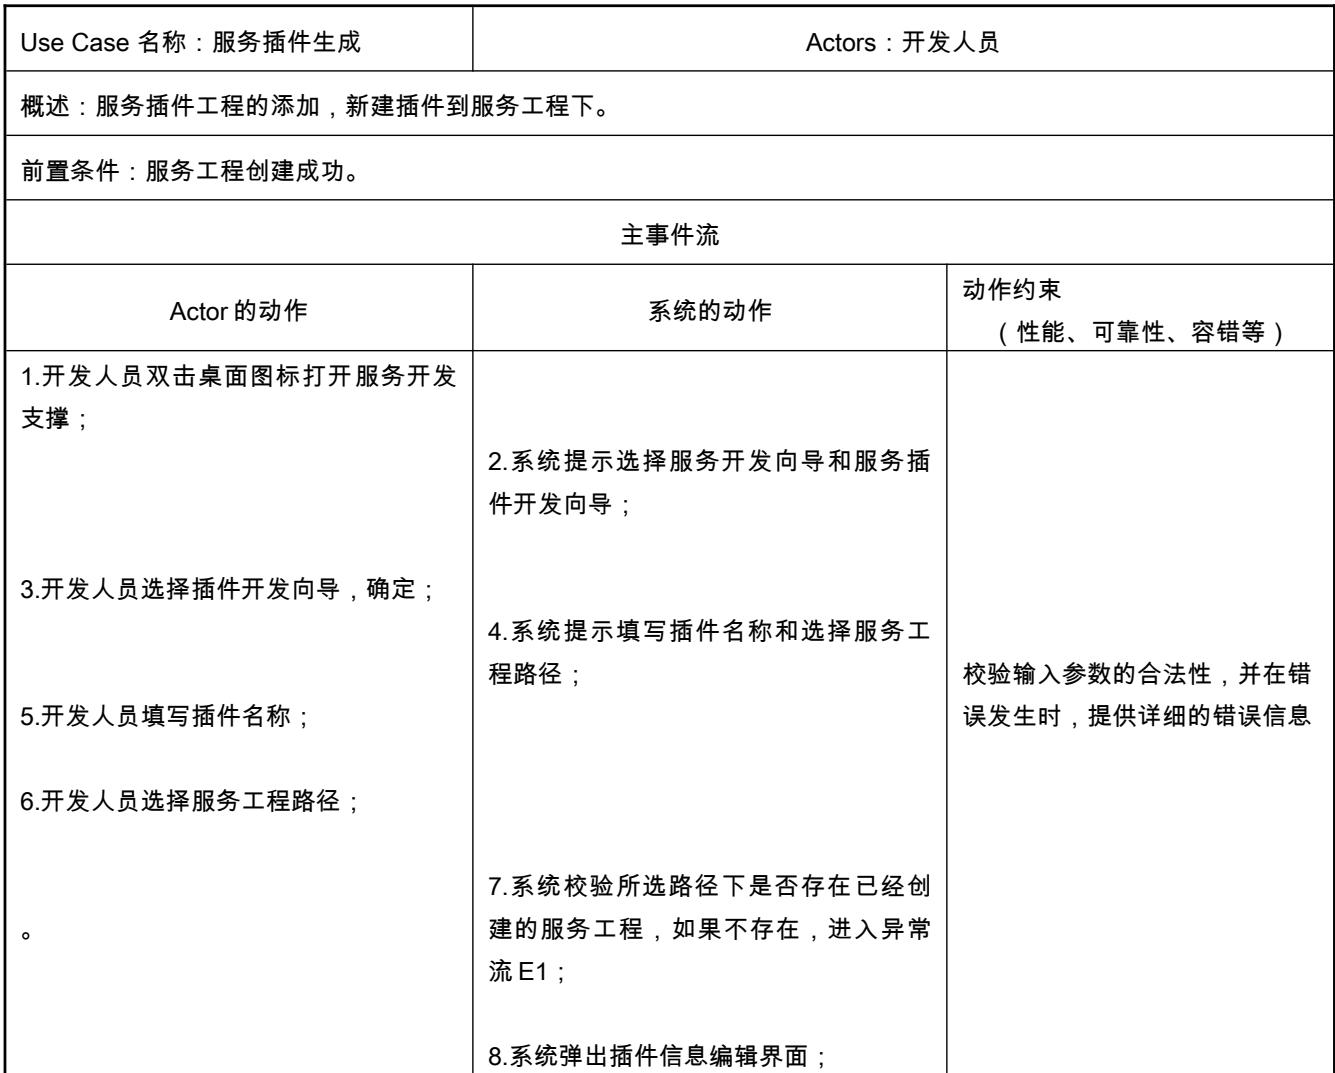 Use Case 名称：服务插件生成
Actors：开发人员
概述：服务插件工程的添加，新建插件到服务工程下。
前置条件：服务工程创建成功。
主事件流
Actor 的动作
系统的动作
动作约束
（性能、可靠性、容错等）
1.开发人员双击桌面图标打开服务开发
支撑；
2.系统提示选择服务开发向导和服务插
件开发向导；
3.开发人员选择插件开发向导，确定；
4.系统提示填写插件名称和选择服务工
程路径；
5.开发人员填写插件名称；
6.开发人员选择服务工程路径；
7.系统校验所选路径下是否存在已经创
建的服务工程，如果不存在，进入异常
流 E1；
。
8.系统弹出插件信息编辑界面；
校验输入参数的合法性，并在错
误发生时，提供详细的错误信息